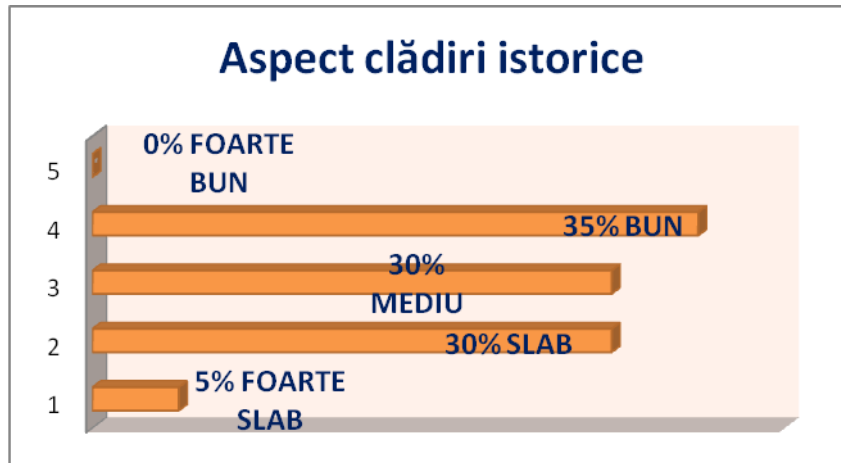 Aspect clădiri istorice
5
0% FOARTE
BUN
4
35% BUN
3
30%
MEDIU
2
30% SLAB
1
5% FOARTE
SLAB